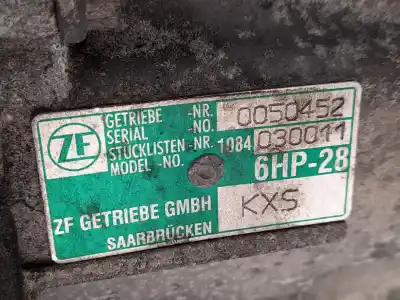 GETRIEBE -NR. 0050452
SERIAL -NO.
STÜCKLISTEN -NR. 1084 030011
MODEL -NO. 6HP-28
ZF
ZF GETRIEBE GMBH KXS
SAARBRÜCKEN